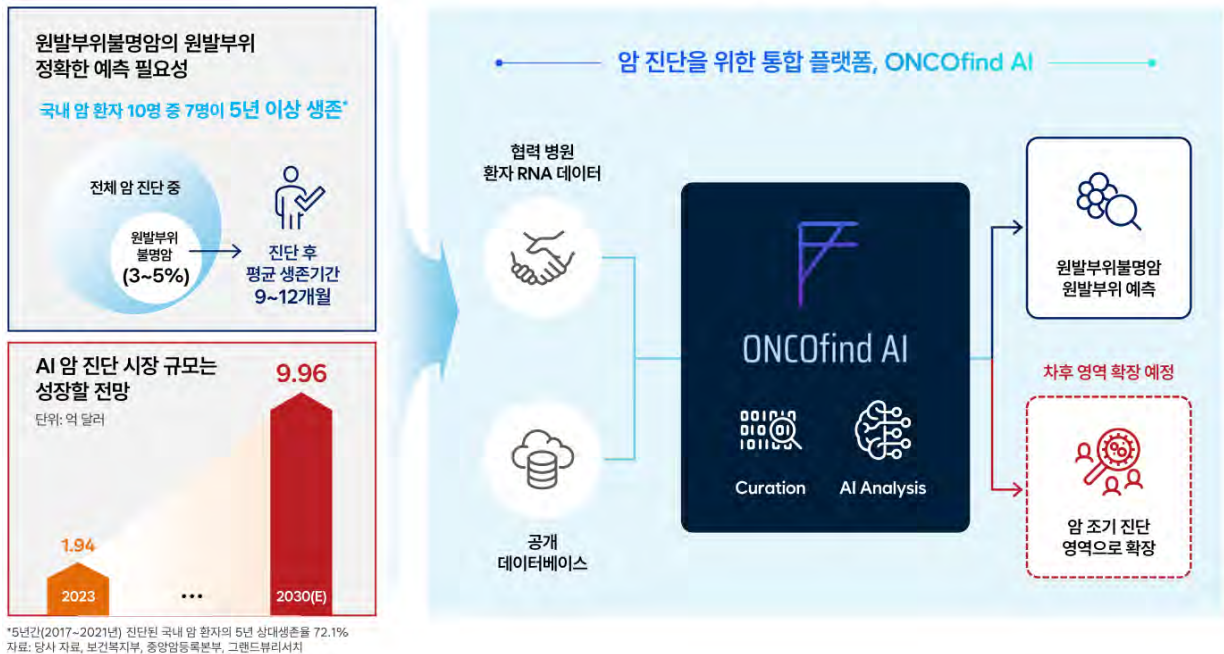 원발부위불명암의 원발부위
정확한 예측 필요성
국내 암 환자 10명 중 7명이 5년 이상 생존*
전체 암 진단 중
원발부위
불명암
(3~5%)
진단 후
평균 생존기간
9~12개월
AI 암 진단 시장 규모는
성장할 전망
단위: 억 달러
1.94
2023
...
9.96
2030(E)
*5년간(2017~2021년) 진단된 국내 암 환자의 5년 상대생존율 72.1%
자료: 당사 자료, 보건복지부, 중앙암등록본부, 그랜드뷰리서치
암 진단을 위한 통합 플랫폼, ONCOfind AI
협력 병원
환자 RNA 데이터
공개
데이터베이스
ONCOfind AI
Curation
AI Analysis
원발부위불명암
원발부위 예측
차후 영역 확장 예정
암 조기 진단
영역으로 확장